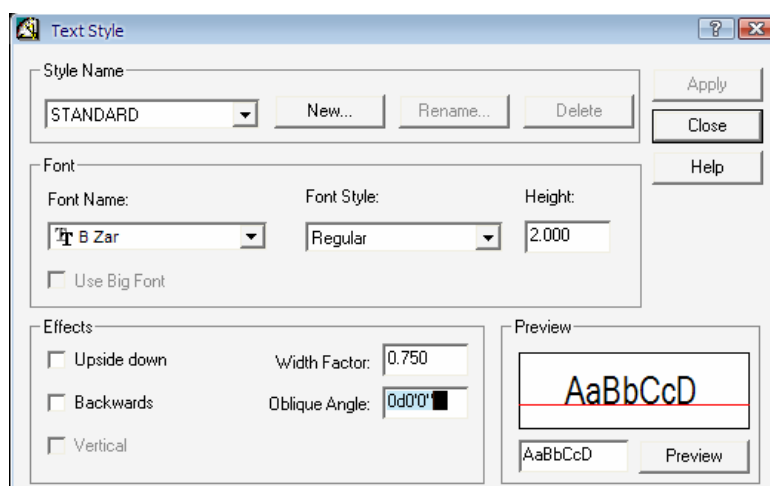 Text Style
Style Name
STANDARD
New...
Rename...
Delete
Apply
Close
Help
Font
Font Name:
Font Style:
Height:
B Zar
Regular
2.000
Use Big Font
Effects
Upside down
Width Factor: 0.750
Backwards
Oblique Angle: 0d0'0"
Vertical
Preview
AaBbCcD
AaBbCcD
Preview